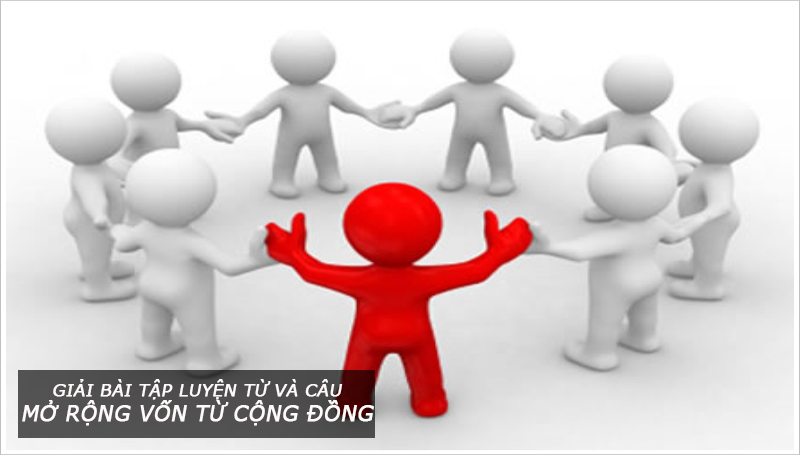 GIẢI BÀI TẬP LUYỆN TỪ VÀ CÂU
MỞ RỘNG VỐN TỪ CỘNG ĐỒNG